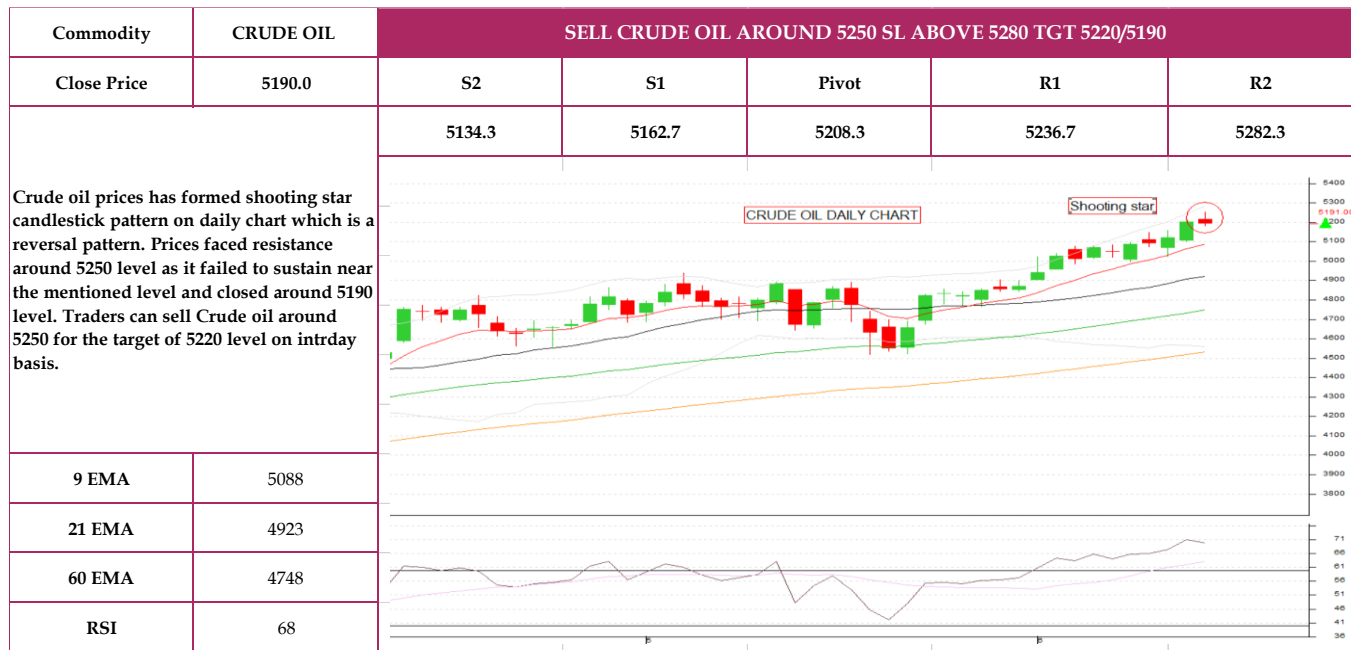 Commodity
CRUDE OIL
SELL CRUDE OIL AROUND 5250 SL ABOVE 5280 TGT 5220/5190
Close Price
5190.0
S2
S1
Pivot
R1
R2
5134.3
5162.7
5208.3
5236.7
5282.3
Crude oil prices has formed shooting star
candlestick pattern on daily chart which is a
reversal pattern. Prices faced resistance
around 5250 level as it failed to sustain near
the mentioned level and closed around 5190
level. Traders can sell Crude oil around
5250 for the target of 5220 level on intrday
basis.
CRUDE OIL DAILY CHART
Shooting star
5400
5300
5191.00
5200
5100
5000
4900
4800
4700
4600
4500
4400
4300
4200
4100
4000
3900
3800
9 EMA
5088
21 EMA
4923
60 EMA
4748
RSI
68
71
66
61
56
51
46
41
36